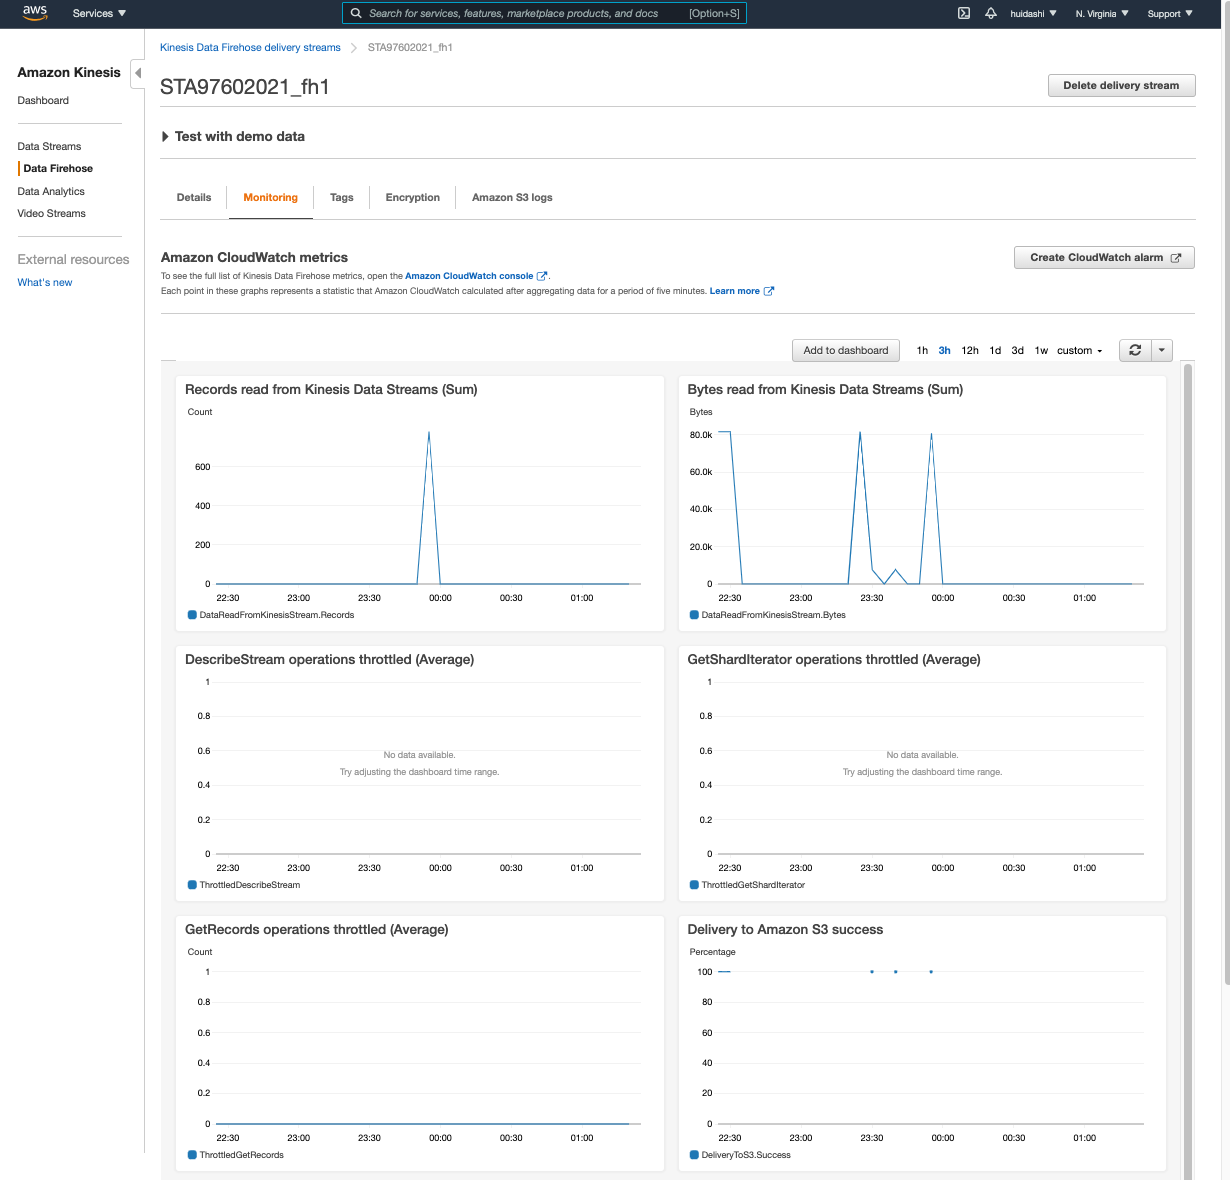 aws
Services
Search for services, features, marketplace products, and docs
[Option+S]
huidashi
N. Virginia
Support
Amazon Kinesis
Dashboard
Data Streams
Data Firehose
Data Analytics
Video Streams
External resources
What's new
Kinesis Data Firehose delivery streams
STA97602021_fh1
STA97602021_fh1
Delete delivery stream
Test with demo data
Details
Monitoring
Tags
Encryption
Amazon S3 logs
Amazon CloudWatch metrics
Create CloudWatch alarm
To see the full list of Kinesis Data Firehose metrics, open the Amazon CloudWatch console .
Each point in these graphs represents a statistic that Amazon CloudWatch calculated after aggregating data for a period of five minutes. Learn more
Add to dashboard
1h 3h 12h 1d 3d 1w custom
Records read from Kinesis Data Streams (Sum)
Count
600
400
200
0
22:30 23:00 23:30 00:00 00:30 01:00
DataReadFromKinesisStream.Records
Bytes read from Kinesis Data Streams (Sum)
Bytes
80.0k
60.0k
40.0k
20.0k
0
22:30 23:00 23:30 00:00 00:30 01:00
DataReadFromKinesisStream.Bytes
DescribeStream operations throttled (Average)
1
0.8
0.6
0.4
0.2
0
No data available.
Try adjusting the dashboard time range.
22:30 23:00 23:30 00:00 00:30 01:00
ThrottledDescribeStream
GetShardIterator operations throttled (Average)
1
0.8
0.6
0.4
0.2
0
No data available.
Try adjusting the dashboard time range.
22:30 23:00 23:30 00:00 00:30 01:00
ThrottledGetShardIterator
GetRecords operations throttled (Average)
Count
1
0.8
0.6
0.4
0.2
0
22:30 23:00 23:30 00:00 00:30 01:00
ThrottledGetRecords
Delivery to Amazon S3 success
Percentage
100
80
60
40
20
0
22:30 23:00 23:30 00:00 00:30 01:00
DeliveryToS3.Success